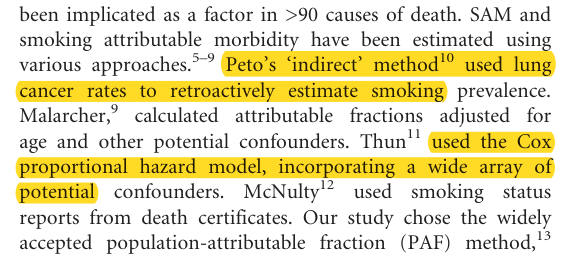 been implicated as a factor in >90 causes of death. SAM and
smoking attributable morbidity have been estimated using
various approaches.5–9 Peto's 'indirect' method10 used lung
cancer rates to retroactively estimate smoking prevalence.
Malarcher,9 calculated attributable fractions adjusted for
age and other potential confounders. Thun11 used the Cox
proportional hazard model, incorporating a wide array of
potential confounders. McNulty12 used smoking status
reports from death certificates. Our study chose the widely
accepted population-attributable fraction (PAF) method,13